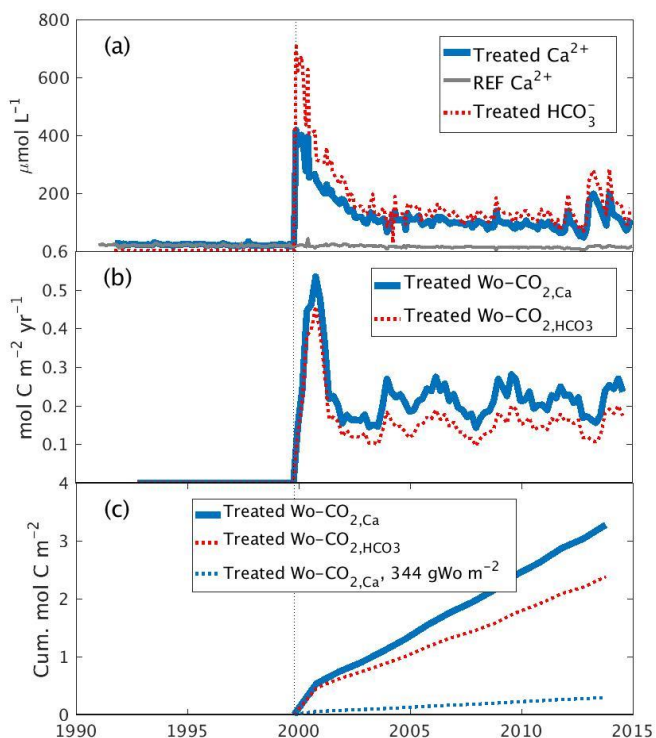 800
(a)
Treated Ca²⁺
REF Ca²⁺
Treated HCO₃⁻
600
μmol L⁻¹
400
200
0.6
(b)
Treated Wo-CO₂,Ca
Treated Wo-CO₂,HCO3
0.5
mol C m⁻² yr⁻¹
0.4
0.3
0.2
0.1
4
(c)
Treated Wo-CO₂,Ca
Treated Wo-CO₂,HCO3
Treated Wo-CO₂,Ca, 344 gWo m⁻²
Cum. mol C m⁻²
3
2
1
0
1990 1995 2000 2005 2010 2015